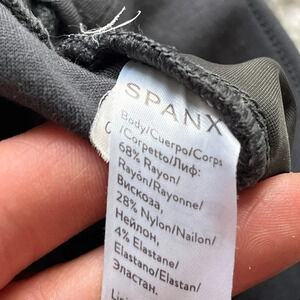 SPANX
Body/Cuerpo/Corps
/Corpetto/Лиф:
68% Rayon/
Rayon/Rayonne/
Вискоза,
28% Nylon/Nailon/
Нейлон,
4% Elastane/
Elastano/Elastan/
Эластан.